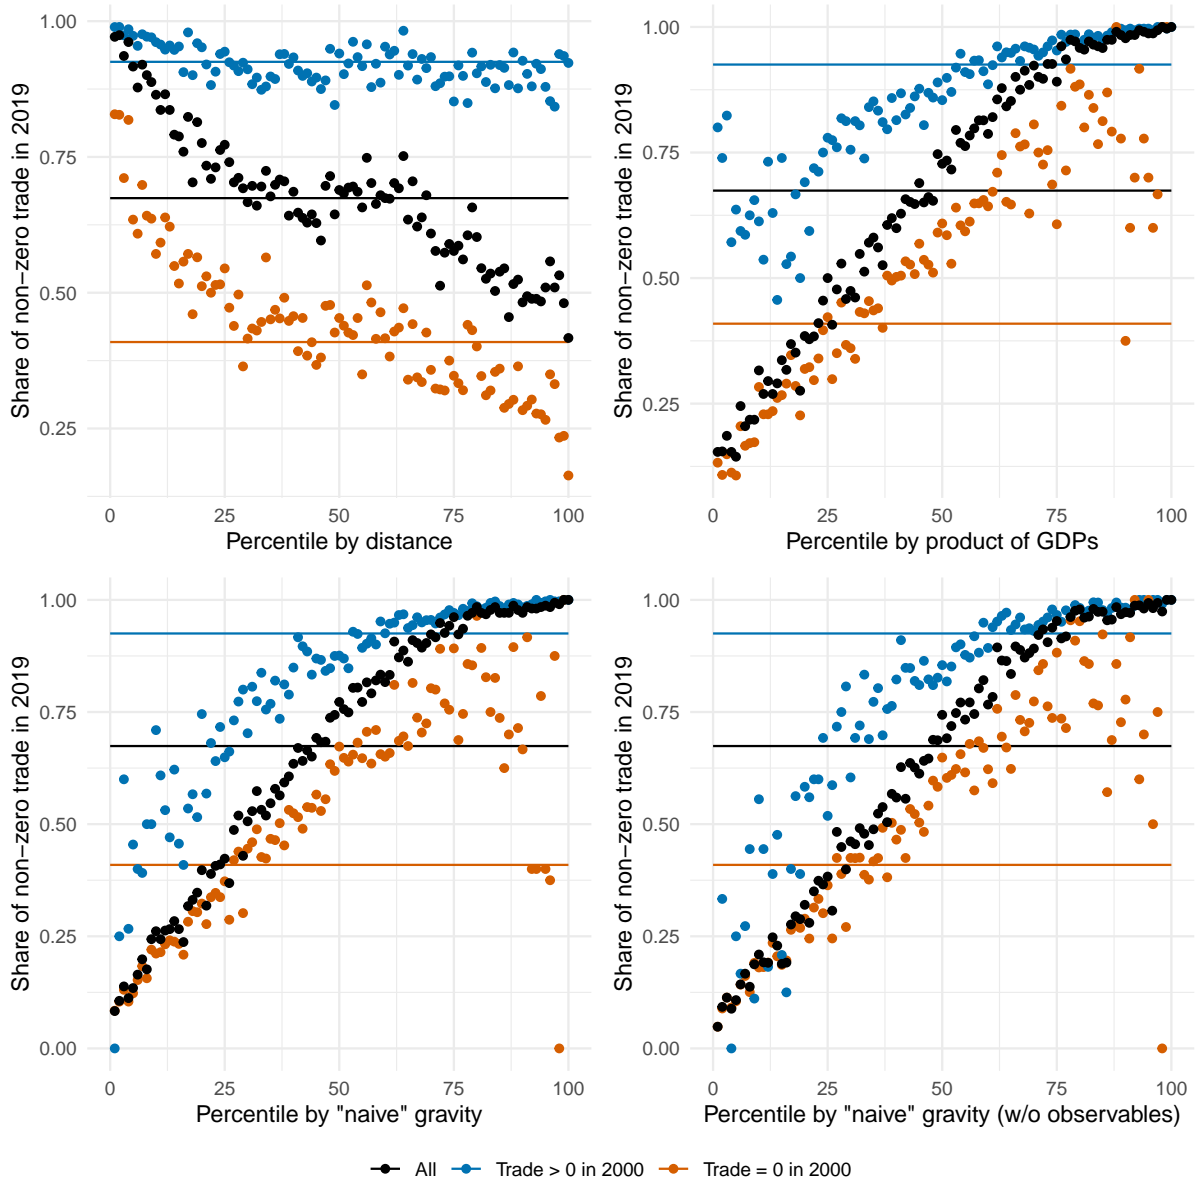 Share of non−zero trade in 2019
1.00
0.75
0.50
0.25
0 25 50 75 100
Percentile by distance
Share of non−zero trade in 2019
1.00
0.75
0.50
0.25
0 25 50 75 100
Percentile by product of GDPs
Share of non−zero trade in 2019
1.00
0.75
0.50
0.25
0.00
0 25 50 75 100
Percentile by "naive" gravity
Share of non−zero trade in 2019
1.00
0.75
0.50
0.25
0.00
0 25 50 75 100
Percentile by "naive" gravity (w/o observables)
All Trade > 0 in 2000 Trade = 0 in 2000